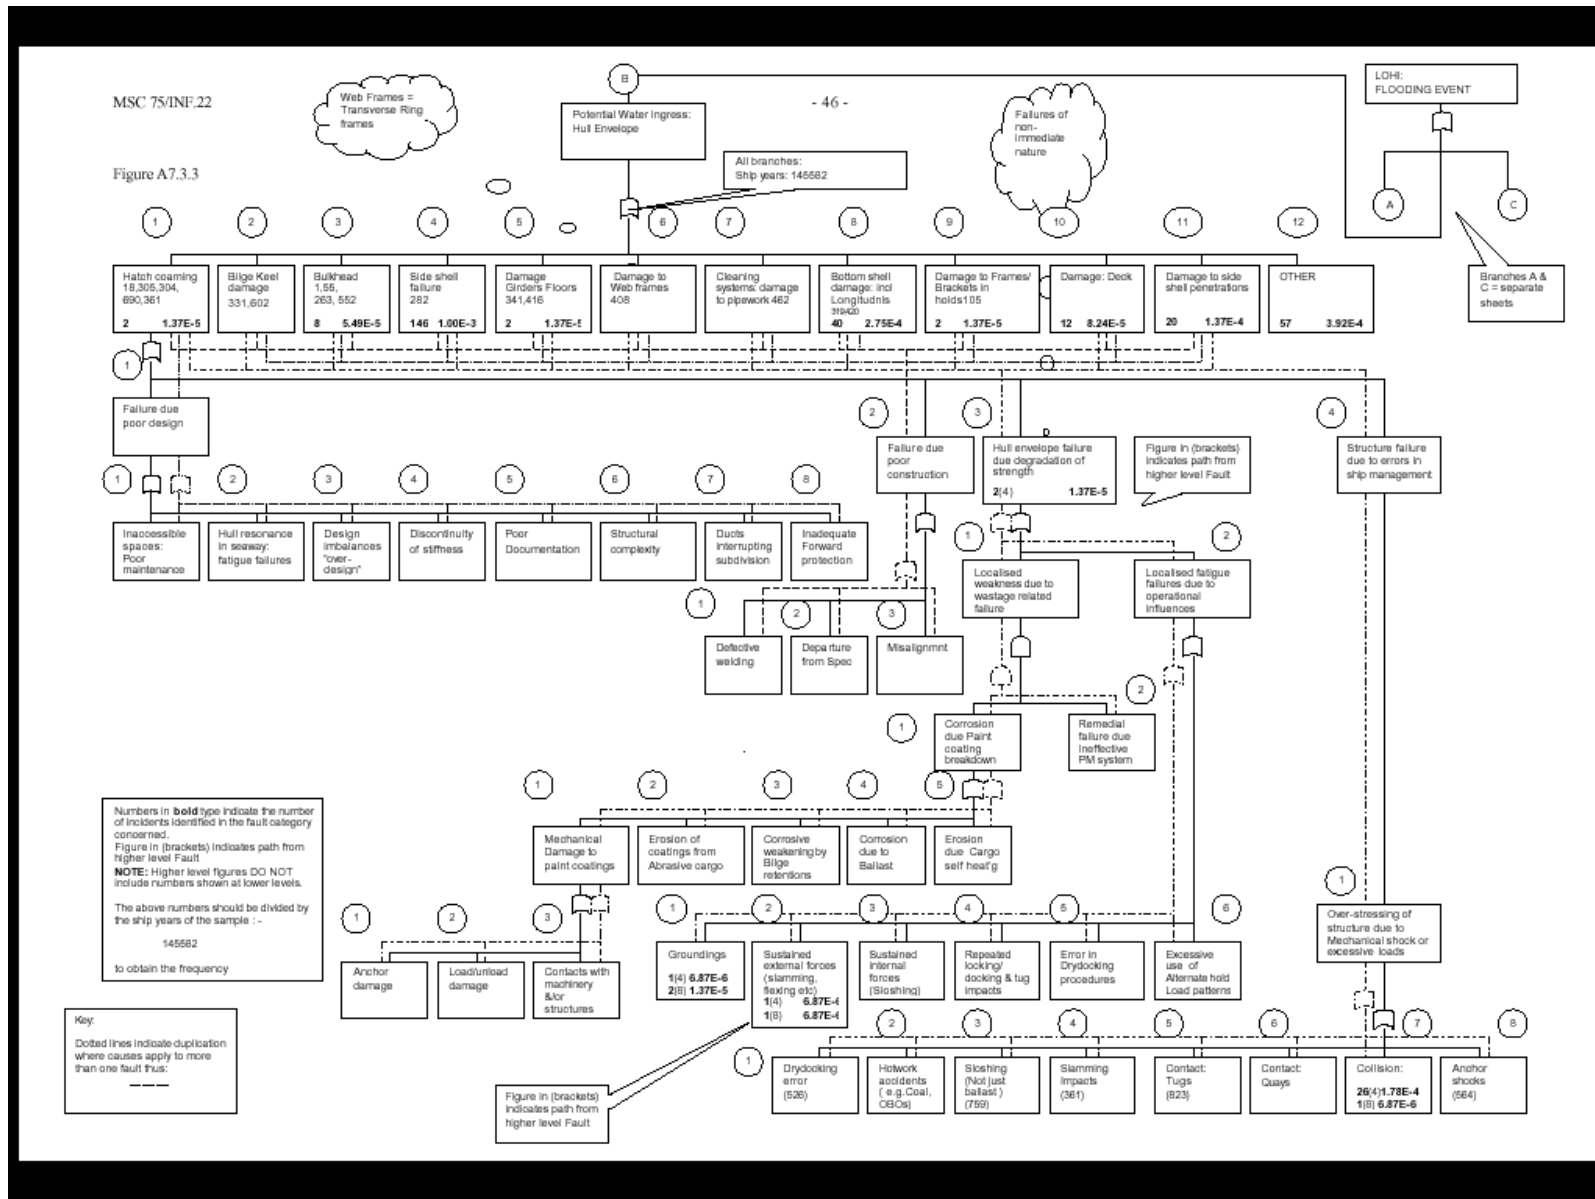 MSC 75/INF.22
Web Frames =
Transverse Ring
frames
B
Potential Water Ingress:
Hull Envelope
- 46 -
Failures of
non-
immediate
nature
LOHI:
FLOODING EVENT
Figure A7.3.3
All branches:
Ship years: 145582
A
C
Branches A &
C = separate
sheets
1
2
3
4
5
6
7
8
9
10
11
12
Hatch coaming
18,305,304,
690,361
2 1.37E-5
Bilge Keel
damage
331,602
Bulkhead
1,55,
263, 552
8 5.49E-5
Side shell
failure
282
146 1.00E-3
Damage
Girders Floors
341,416
2 1.37E-5
Damage to
Web frames
408
Cleaning
systems: damage
to pipework 462
Bottom shell
damage: incl
Longitudnls
319420
40 2.75E-4
Damage to Frames/
Brackets in
holds105
2 1.37E-5
Damage: Deck
12 8.24E-5
Damage to side
shell penetrations
20 1.37E-4
OTHER
57 3.92E-4
1
Failure due
poor design
2
Failure due
poor
construction
3
Hull envelope failure
due degradation of
strength
2(4) 1.37E-5
Figure in (brackets)
indicates path from
higher level Fault
4
Structure failure
due to errors in
ship management
1
2
3
4
5
6
7
8
Inaccessible
spaces:
Poor
maintenance
Hull resonance
in seaway:
fatigue failures
Design
imbalances
"over-
design"
Discontinuity
of stiffness
Poor
Documentation
Structural
complexity
Ducts
interrupting
subdivision
Inadequate
Forward
protection
1
2
Localised
weakness due to
wastage related
failure
Localised fatigue
failures due to
operational
influences
1
2
3
Defective
welding
Departure
from Spec
Misalignmnt
1
2
Corrosion
due Paint
coating
breakdown
Remedial
failure due
Ineffective
PM system
1
2
3
4
5
Mechanical
Damage to
paint coatings
Erosion of
coatings from
Abrasive cargo
Corrosive
weakening by
Bilge
retentions
Corrosion
due to
Ballast
Erosion
due Cargo
self heat'g
Numbers in bold type indicate the number
of incidents identified in the fault category
concerned.
Figure in (brackets) indicates path from
higher level Fault
NOTE: Higher level figures DO NOT
include numbers shown at lower levels.
The above numbers should be divided by
the ship years of the sample : -
145582
to obtain the frequency
1
2
3
Anchor
damage
Load/unload
damage
Contacts with
machinery
&/or
structures
1
2
3
4
5
6
Groundings
1(4) 6.87E-6
2(8) 1.37E-5
Sustained
external forces
(slamming,
flexing etc)
1(4) 6.87E-6
1(8) 6.87E-6
Sustained
internal
forces
(Sloshing)
Repeated
locking/
docking & tug
impacts
Error in
Drydocking
procedures
Excessive
use of
Alternate hold
Load patterns
1
Over-stressing of
structure due to
Mechanical shock or
excessive loads
Key:
Dotted lines indicate duplication
where causes apply to more
than one fault thus:
Figure in (brackets)
indicates path from
higher level Fault
1
2
3
4
5
6
7
8
Drydocking
error
(526)
Hotwork
accidents
( e.g.Coal,
OBOs)
Sloshing
(Not just
ballast )
(759)
Slamming
Impacts
(361)
Contact:
Tugs
(823)
Contact:
Quays
Collision:
26(4)1.78E-4
1(8) 6.87E-6
Anchor
shocks
(564)